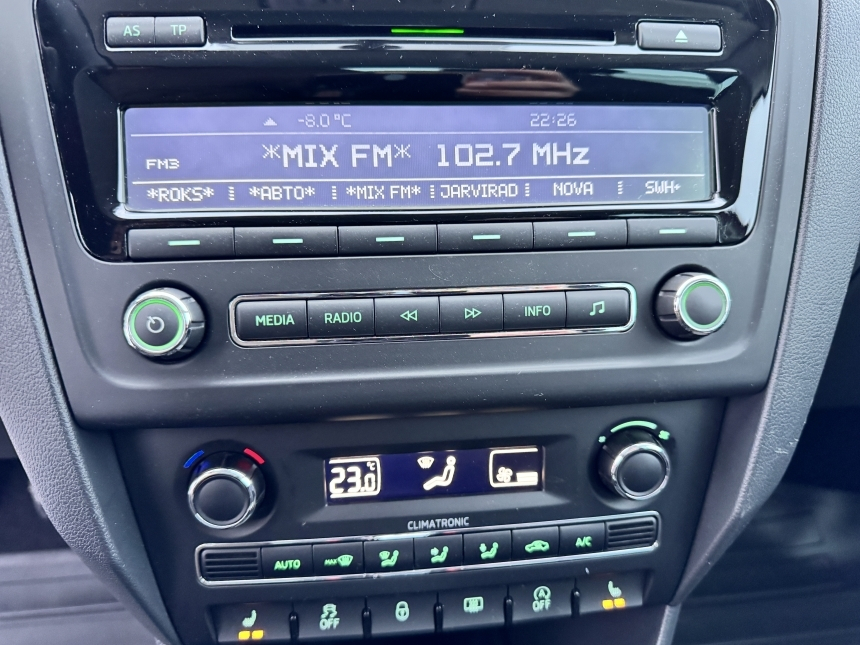 AS TP
-8.0 °C 22:26
FM3 *MIX FM* 102.7 MHz
*ROKS* *ABTO* *MIX FM* JARVIRAD NOVA SWH+
MEDIA RADIO INFO
23.0 °C
CLIMATRONIC
AUTO MAX A/C
OFF A OFF